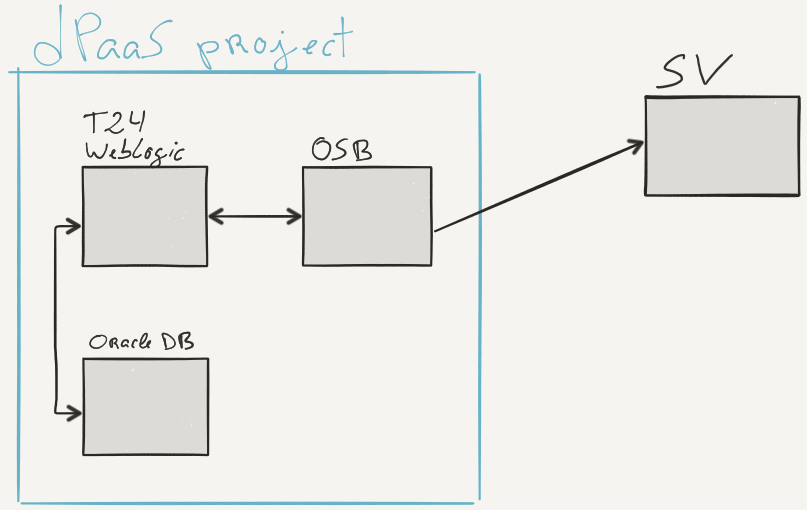 dPaaS project
SV
T24
WebLogic
OSB
Oracle DB